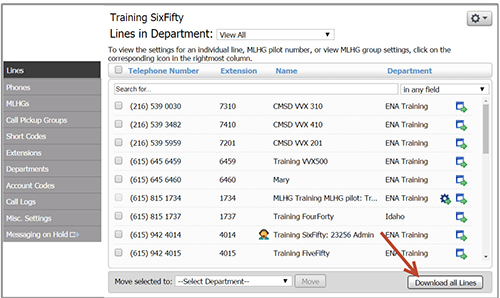 Training SixFifty
Lines in Department: View All
To view the settings for an individual line, MLHG pilot number, or view MLHG group settings, click on the
corresponding icon in the rightmost column.
Lines
Phones
MLHGs
Call Pickup Groups
Short Codes
Extensions
Departments
Account Codes
Call Logs
Misc. Settings
Messaging on Hold
Telephone Number Extension Name Department
Search for... in any field
(216) 539 0030 7310 CMSD VVX 310 ENA Training
(216) 539 3482 7410 CMSD VVX 410 ENA Training
(216) 539 5959 7201 CMSD VVX 201 ENA Training
(615) 645 6459 6459 Training VVX500 ENA Training
(615) 645 6460 6460 Mary ENA Training
(615) 815 1734 1734 MLHG Training MLHG pilot: Tr... ENA Training
(615) 815 1737 1737 Training FourForty Idaho
(615) 942 4014 4014 Training SixFifty: 23256 Admin ENA Training
(615) 942 4015 4015 Training FiveFifty ENA Training
Move selected to: --Select Department-- Move Download all Lines